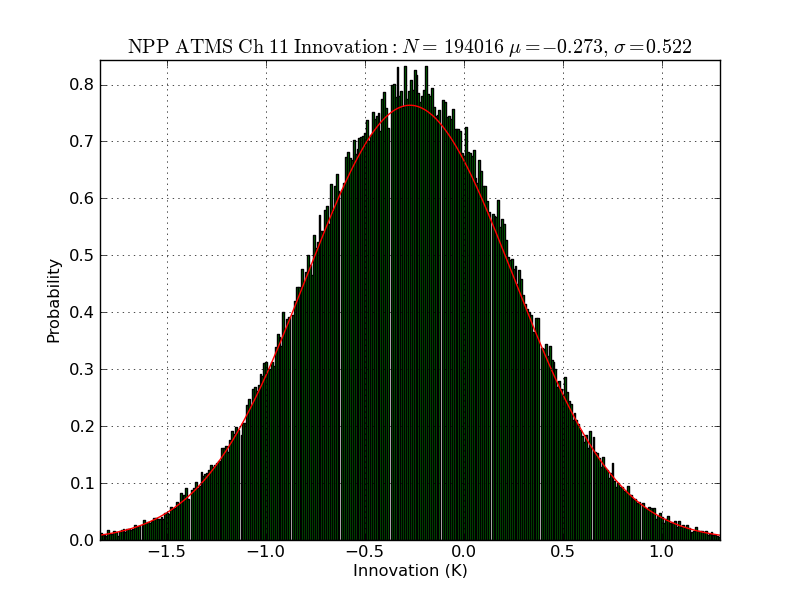 NPP ATMS Ch 11 Innovation : N = 194016 μ = −0.273, σ = 0.522
0.8
0.7
0.6
0.5
0.4
0.3
0.2
0.1
0.0
Probability
−1.5 −1.0 −0.5 0.0 0.5 1.0
Innovation (K)